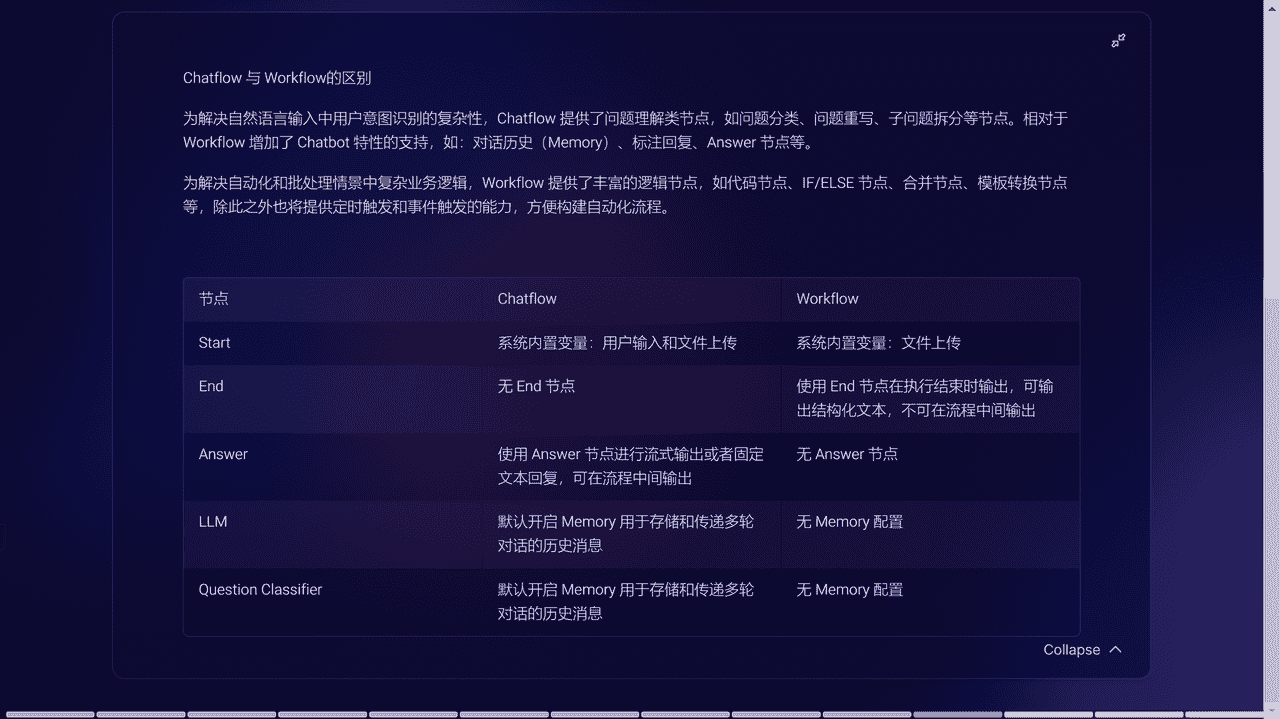 Chatflow 与 Workflow的区别
为解决自然语言输入中用户意图识别的复杂性，Chatflow 提供了问题理解类节点，如问题分类、问题重写、子问题拆分等节点。相对于
Workflow 增加了 Chatbot 特性的支持，如：对话历史（Memory）、标注回复、Answer 节点等。
为解决自动化和批处理情景中复杂业务逻辑，Workflow 提供了丰富的逻辑节点，如代码节点、IF/ELSE 节点、合并节点、模板转换节点
等，除此之外也将提供定时触发和事件触发的能力，方便构建自动化流程。
节点 Chatflow Workflow
Start 系统内置变量：用户输入和文件上传 系统内置变量：文件上传
End 无 End 节点 使用 End 节点在执行结束时输出，可输
出结构化文本，不可在流程中间输出
Answer 使用 Answer 节点进行流式输出或者固定 无 Answer 节点
文本回复，可在流程中间输出
LLM 默认开启 Memory 用于存储和传递多轮 无 Memory 配置
对话的历史消息
Question Classifier 默认开启 Memory 用于存储和传递多轮 无 Memory 配置
对话的历史消息
Collapse